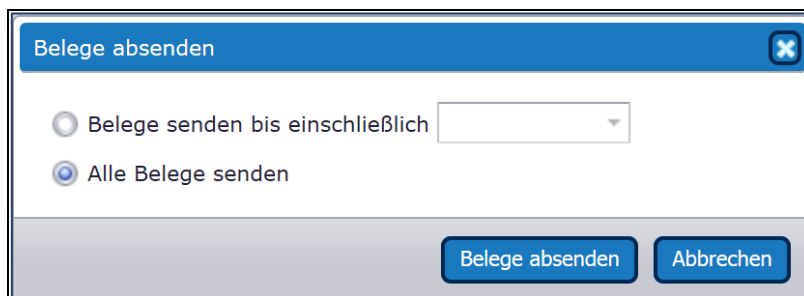 Belege absenden
Belege senden bis einschließlich
Alle Belege senden
Belege absenden Abbrechen